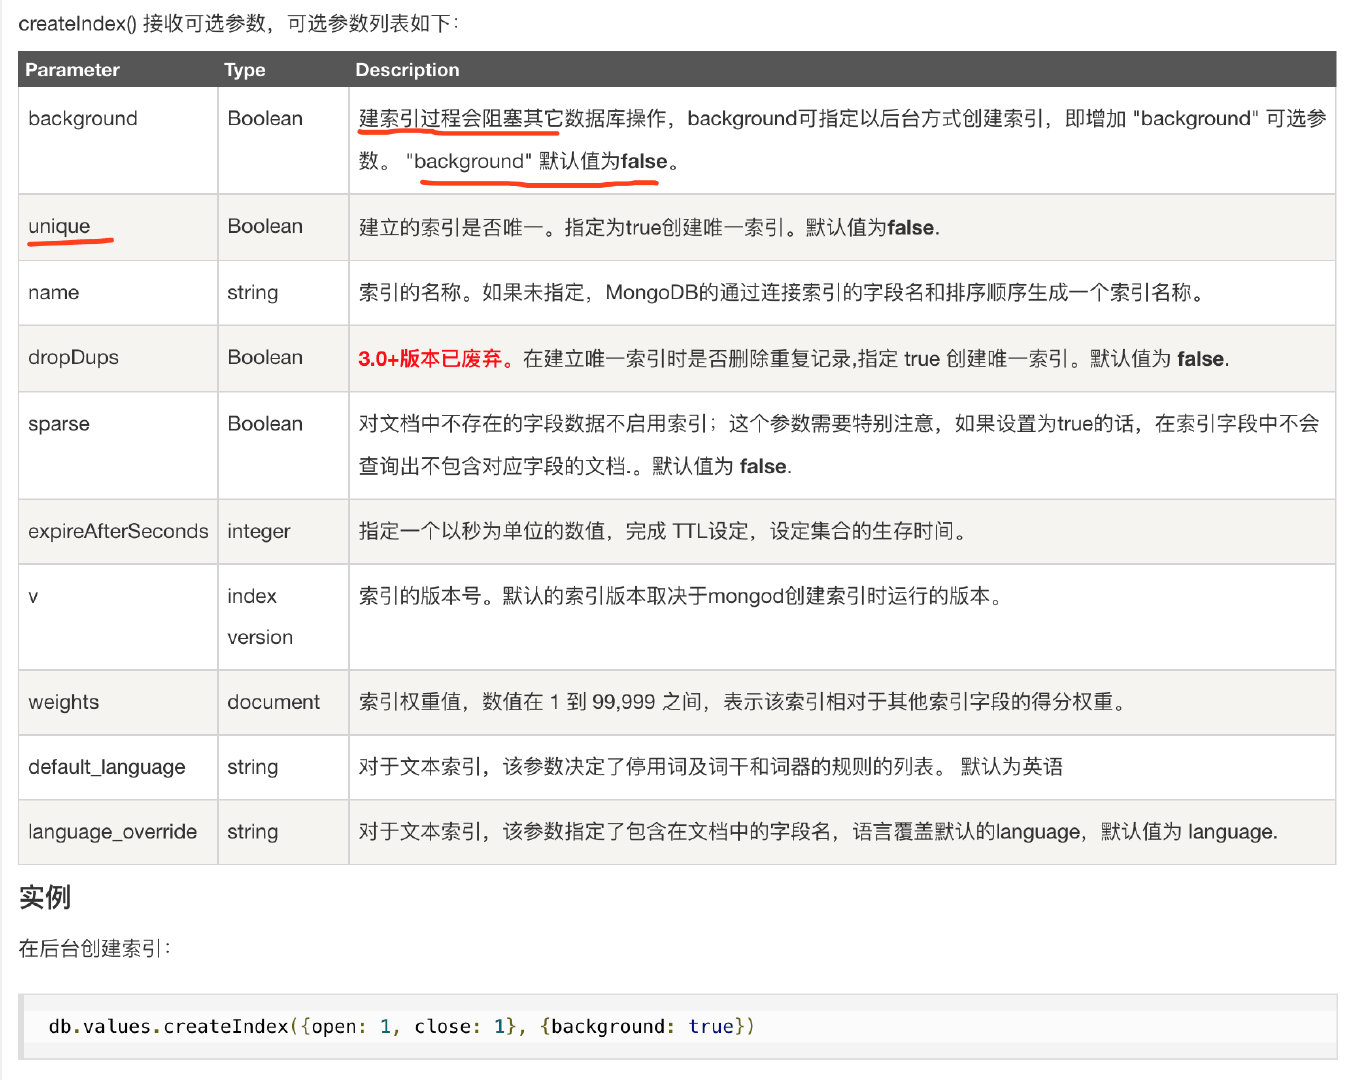 createIndex() 接收可选参数，可选参数列表如下：
Parameter Type Description
background Boolean 建索引过程会阻塞其它数据库操作，background可指定以后台方式创建索引，即增加 "background" 可选参
数。 "background" 默认值为false。
unique Boolean 建立的索引是否唯一。指定为true创建唯一索引。默认值为false.
name string 索引的名称。如果未指定，MongoDB的通过连接索引的字段名和排序顺序生成一个索引名称。
dropDups Boolean 3.0+版本已废弃。在建立唯一索引时是否删除重复记录,指定 true 创建唯一索引。默认值为 false.
sparse Boolean 对文档中不存在的字段数据不启用索引；这个参数需要特别注意，如果设置为true的话，在索引字段中不会
查询出不包含对应字段的文档.。默认值为 false.
expireAfterSeconds integer 指定一个以秒为单位的数值，完成 TTL设定，设定集合的生存时间。
v index 索引的版本号。默认的索引版本取决于mongod创建索引时运行的版本。
version
weights document 索引权重值，数值在 1 到 99,999 之间，表示该索引相对于其他索引字段的得分权重。
default_language string 对于文本索引，该参数决定了停用词及词干和词器的规则的列表。 默认为英语
language_override string 对于文本索引，该参数指定了包含在文档中的字段名，语言覆盖默认的language，默认值为 language.
实例
在后台创建索引：
db.values.createIndex({open: 1, close: 1}, {background: true})